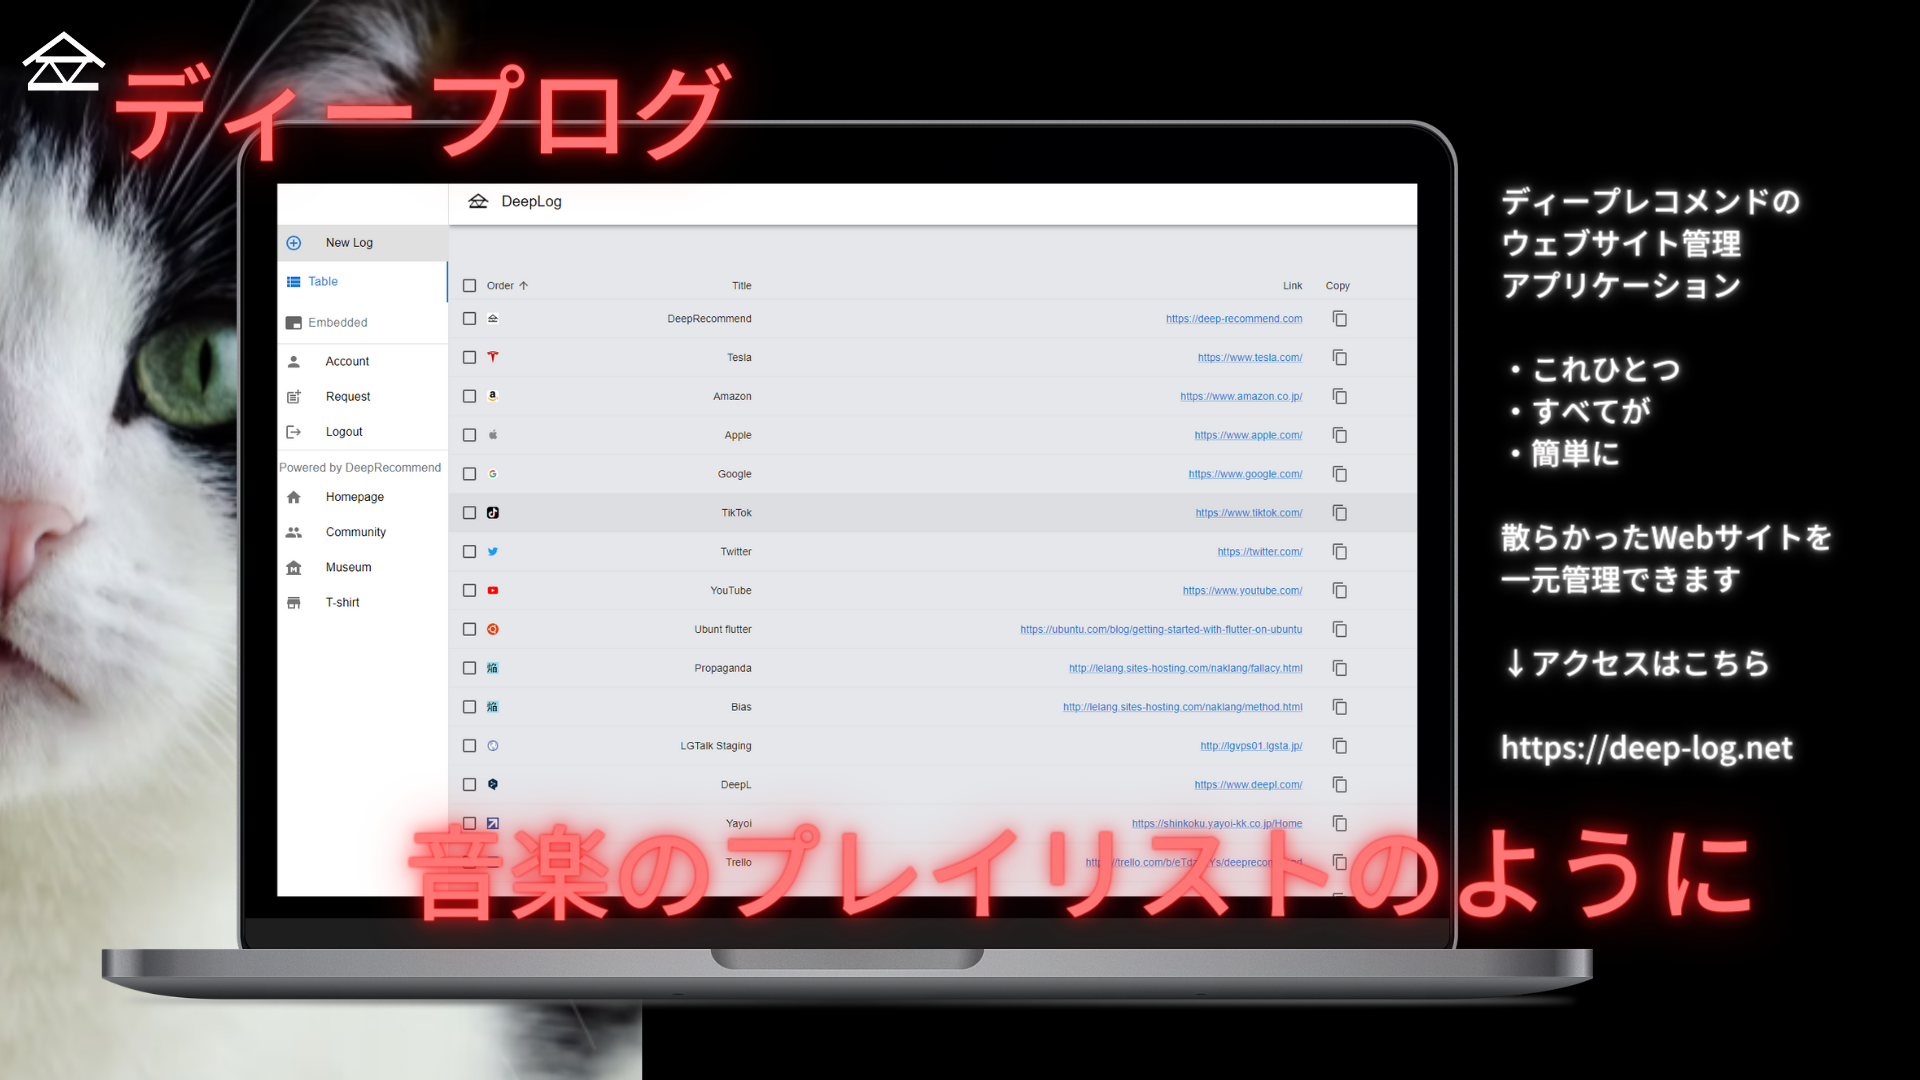 ディープログ
DeepLog
New Log
Table
Embedded
Account
Request
Logout
Powered by DeepRecommend
Homepage
Community
Museum
T-shirt
Order Title Link Copy
DeepRecommend https://deep-recommend.com
Tesla https://www.tesla.com/
Amazon https://www.amazon.co.jp/
Apple https://www.apple.com/
Google https://www.google.com/
TikTok https://www.tiktok.com/
Twitter https://twitter.com/
YouTube https://www.youtube.com/
Ubunt flutter https://ubuntu.com/blog/getting-started-with-flutter-on-ubuntu
Propaganda http://lelang.sites-hosting.com/naklang/fallacy.html
Bias http://lelang.sites-hosting.com/naklang/method.html
LGTalk Staging http://lgvps01.lgsta.jp/
DeepL https://www.deepl.com/
Yayoi https://shinkoku.yayoi-kk.co.jp/Home
Trello
音楽のプレイリストのように
ディープレコメンドの
ウェブサイト管理
アプリケーション
・これひとつ
・すべてが
・簡単に
散らかったWebサイトを
一元管理できます
↓アクセスはこちら
https://deep-log.net